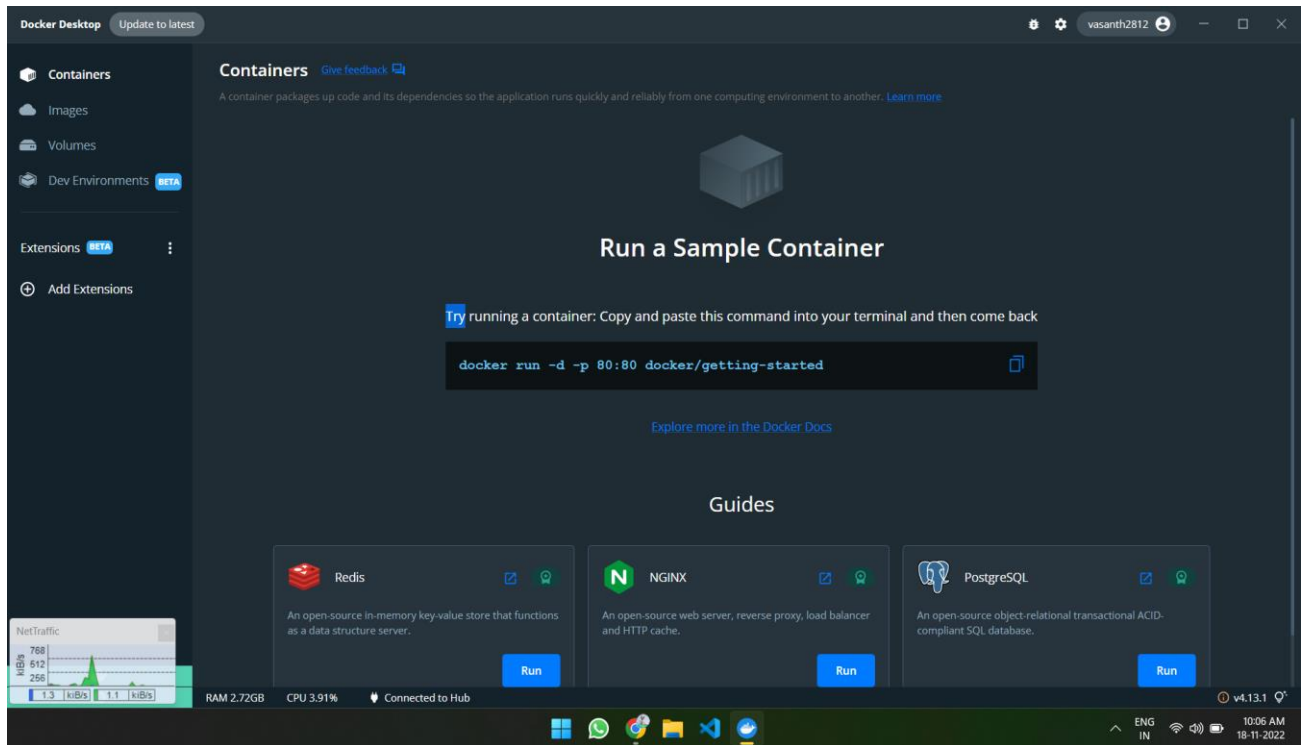 Docker Desktop Update to latest vasanth2812
Containers
Images
Volumes
Dev Environments BETA
Extensions BETA
Add Extensions
Containers Give feedback
A container packages up code and its dependencies so the application runs quickly and reliably from one computing environment to another. Learn more
Run a Sample Container
Try running a container: Copy and paste this command into your terminal and then come back
docker run -d -p 80:80 docker/getting-started
Explore more in the Docker Docs
Guides
Redis
An open-source in-memory key-value store that functions
as a data structure server.
Run
NGINX
An open-source web server, reverse proxy, load balancer
and HTTP cache.
Run
PostgreSQL
An open-source object-relational transactional ACID-
compliant SQL database.
Run
NetTraffic
kiB/s
768
512
256
1.3 kiB/s 1.1 kiB/s
RAM 2.72GB CPU 3.91% Connected to Hub v4.13.1
ENG
IN
10:06 AM
18-11-2022